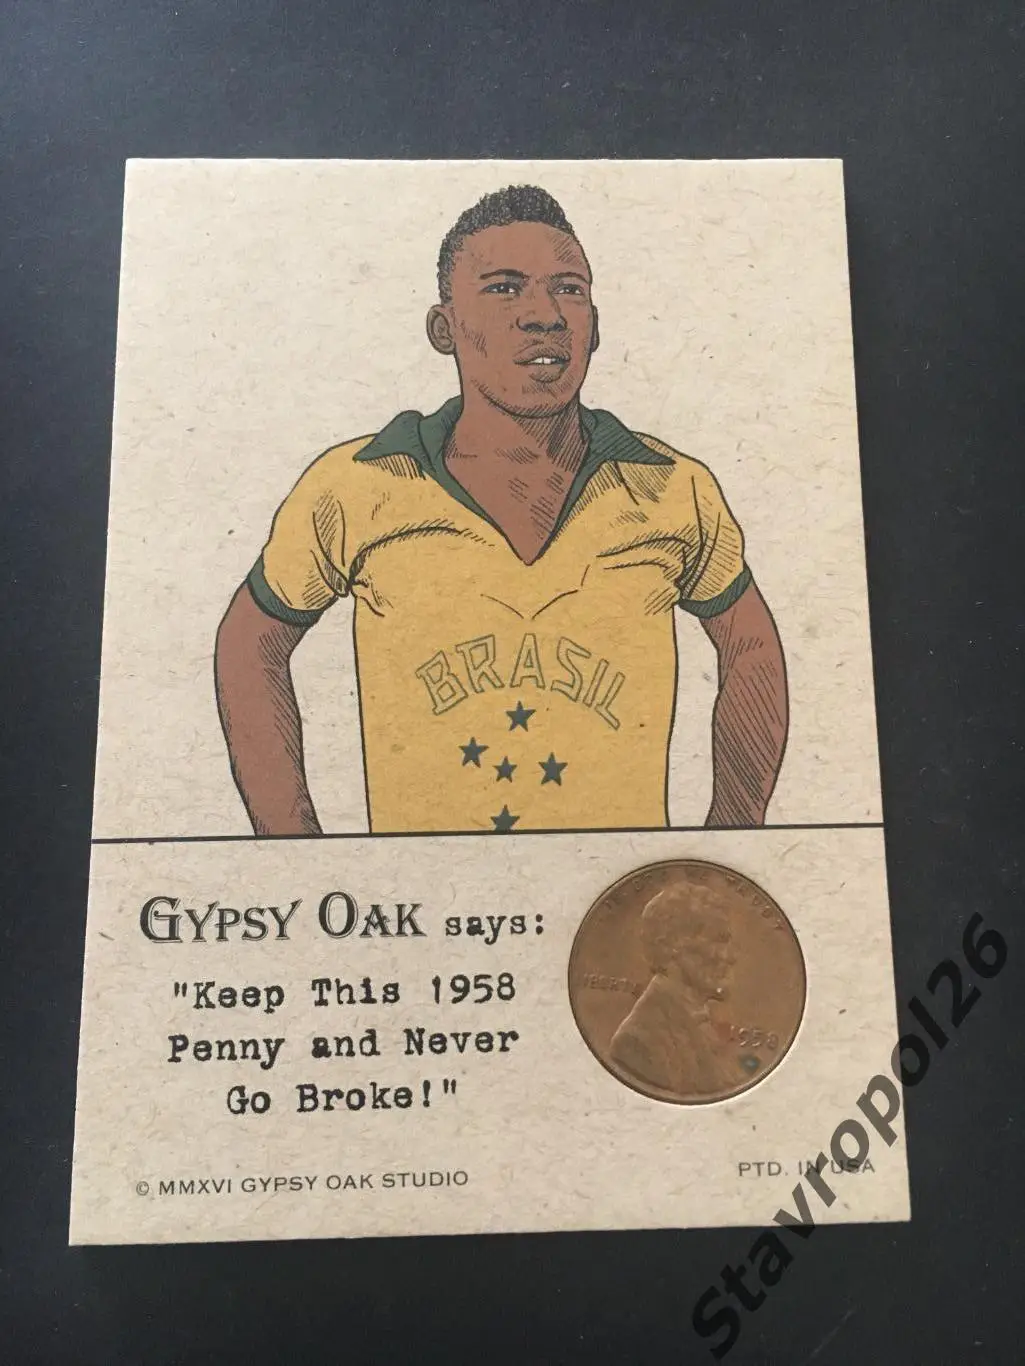 BRASIL
GYPSY OAK says:
"Keep This 1958
Penny and Never
Go Broke!"
LIBERTY
1958
© MMXVI GYPSY OAK STUDIO
PTD. IN USA
Stavropol26